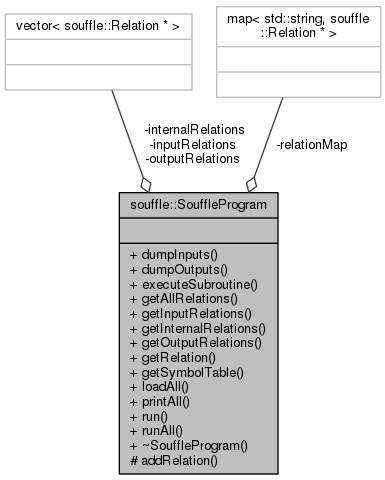 vector< souffle::Relation * >
map< std::string, souffle
::Relation * >
-internalRelations
-inputRelations
-outputRelations
-relationMap
souffle::SouffleProgram
+ dumpInputs()
+ dumpOutputs()
+ executeSubroutine()
+ getAllRelations()
+ getInputRelations()
+ getInternalRelations()
+ getOutputRelations()
+ getRelation()
+ getSymbolTable()
+ loadAll()
+ printAll()
+ run()
+ runAll()
+ ~SouffleProgram()
# addRelation()